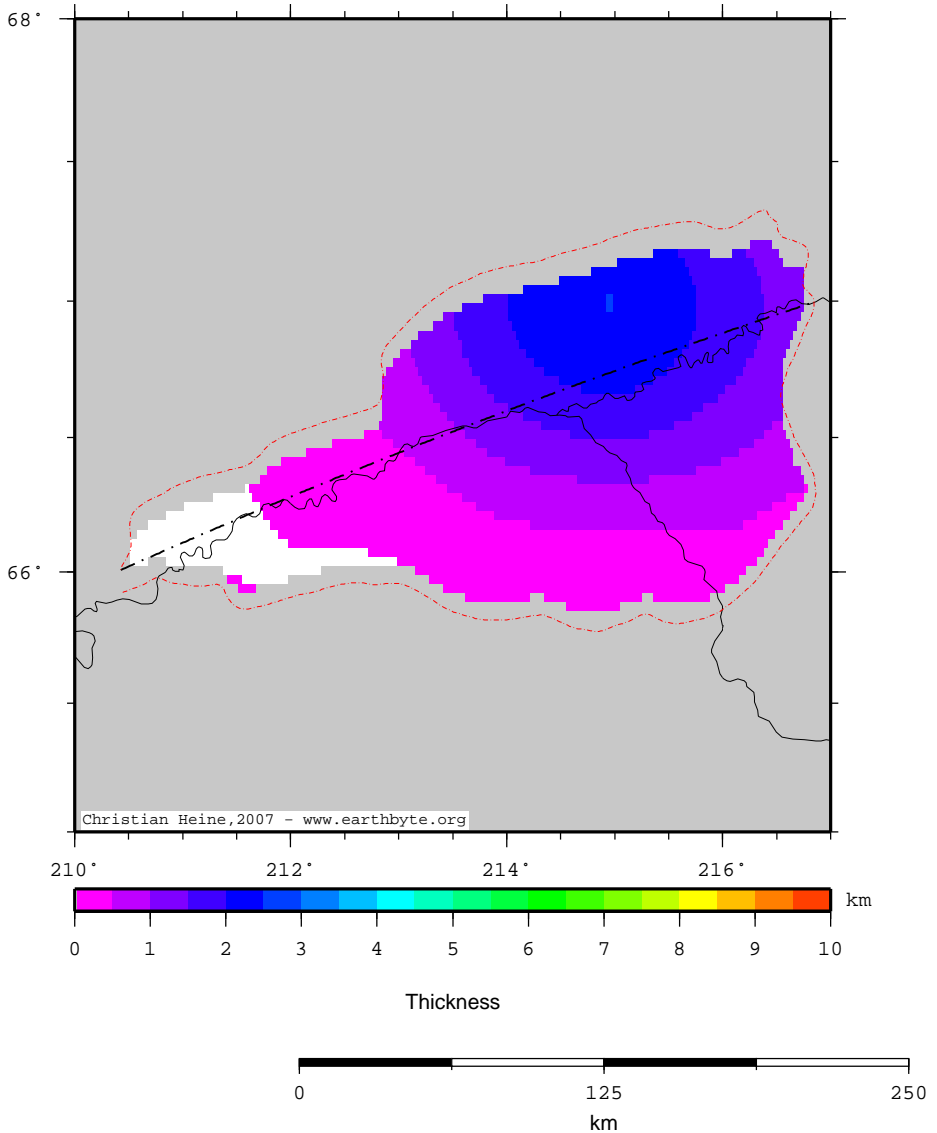 68°
66°
Christian Heine,2007 - www.earthbyte.org
210° 212° 214° 216°
km
0 1 2 3 4 5 6 7 8 9 10
Thickness
0 125 250
km